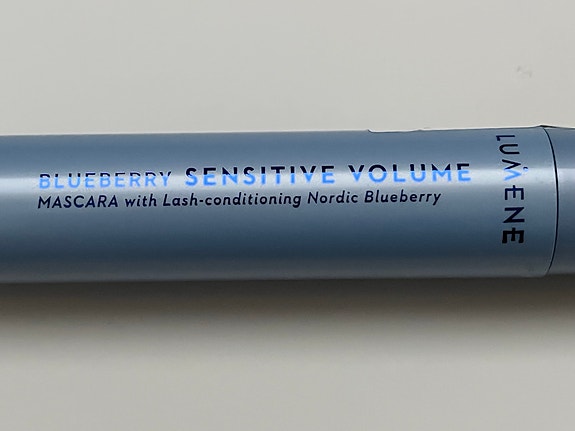 BLUEBERRY SENSITIVE VOLUME
MASCARA with Lash-conditioning Nordic Blueberry
LUMENE